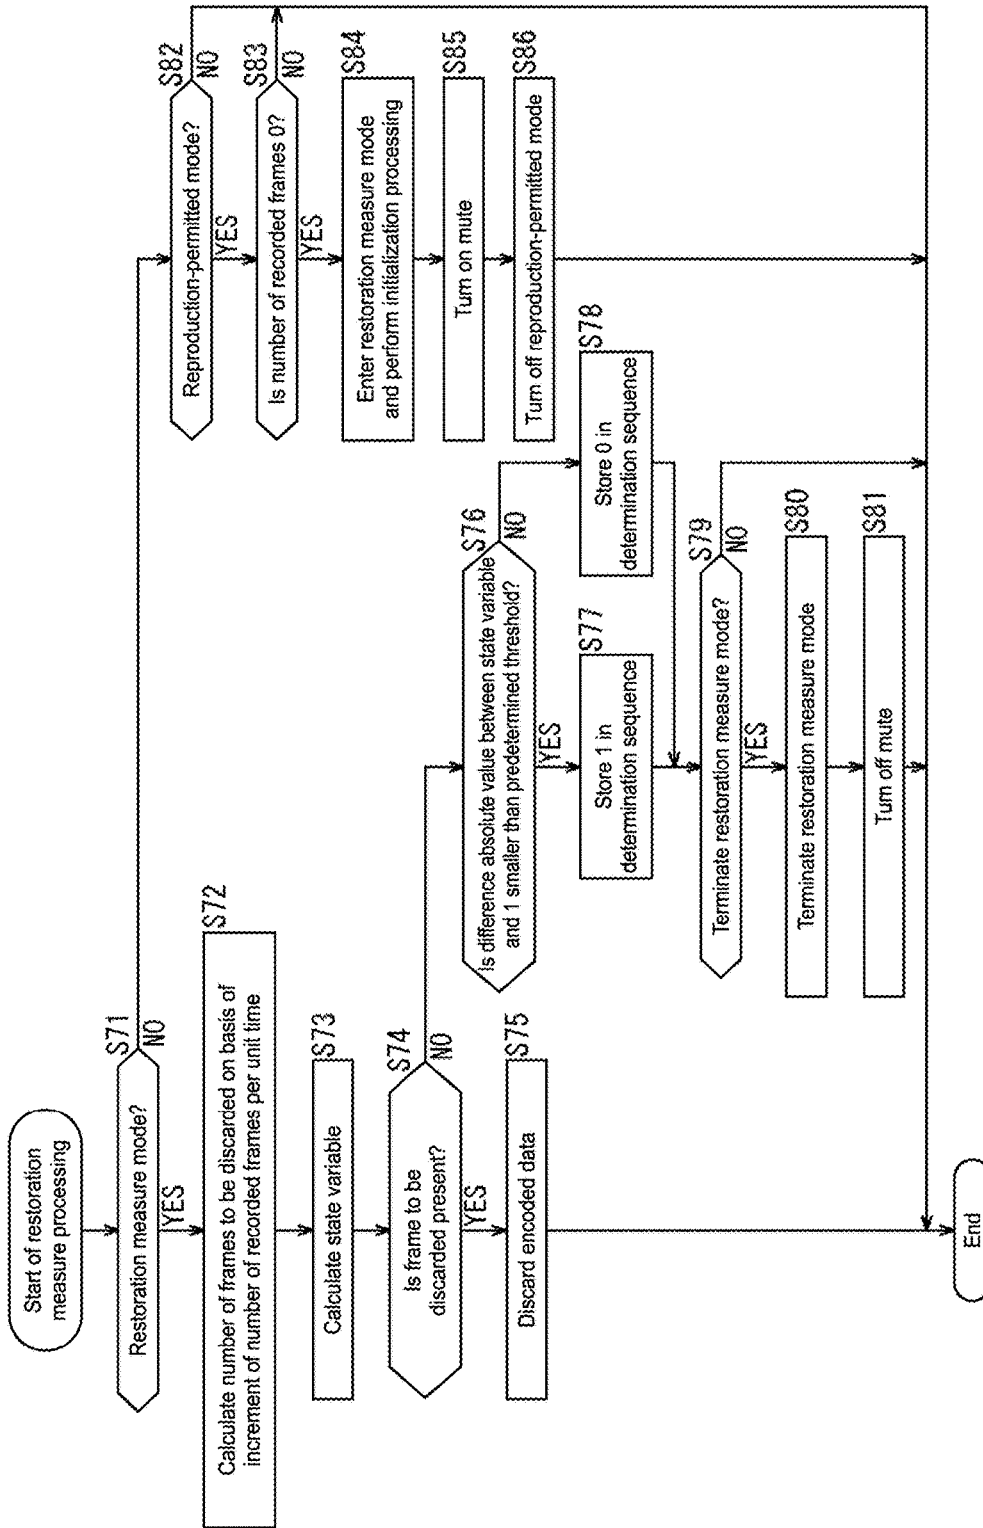 Start of restoration
measure processing
S71
Restoration measure mode?
NO
YES
S72
Calculate number of frames to be discarded on basis of
increment of number of recorded frames per unit time
S73
Calculate state variable
S74
Is frame to be
discarded present?
NO
YES
S75
Discard encoded data
S76
Is difference absolute value between state variable
and 1 smaller than predetermined threshold?
NO
YES
S77
Store 1 in
determination sequence
S78
Store 0 in
determination sequence
S79
Terminate restoration measure mode?
NO
YES
S80
Terminate restoration measure mode
S81
Turn off mute
S82
Reproduction-permitted mode?
NO
YES
S83
Is number of recorded frames 0?
NO
YES
S84
Enter restoration measure mode
and perform initialization processing
S85
Turn on mute
S86
Turn off reproduction-permitted mode
End